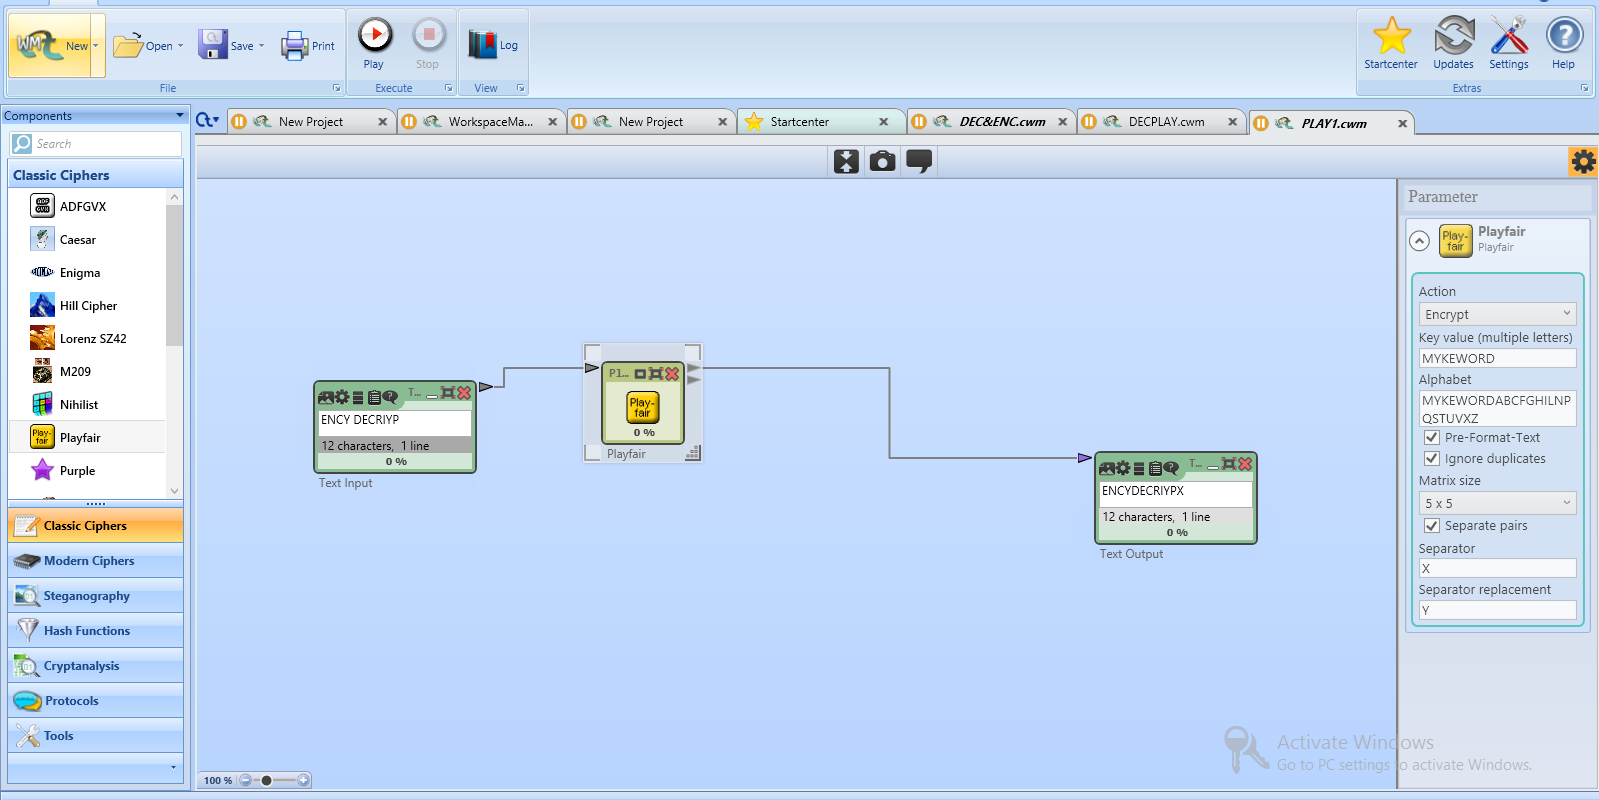 New
Open
Save
Print
Play
Stop
Log
Startcenter
Updates
Settings
Help
File
Execute
View
Extras
Components
New Project
WorkspaceMa...
New Project
Startcenter
DEC&ENC.cwm
DECPLAY.cwm
PLAY1.cwm
Search
Classic Ciphers
ADFGVX
Caesar
Enigma
Hill Cipher
Lorenz SZ42
M209
Nihilist
Playfair
Purple
Classic Ciphers
Modern Ciphers
Steganography
Hash Functions
Cryptanalysis
Protocols
Tools
T...
ENCY DECRIYP
12 characters, 1 line
0 %
Text Input
P1...
Play-
fair
0 %
Playfair
T...
ENCYDECRIYPX
12 characters, 1 line
0 %
Text Output
100 %
Parameter
Play-
fair
Playfair
Playfair
Action
Encrypt
Key value (multiple letters)
MYKEWORD
Alphabet
MYKEWORDABCFGHILNP
QSTUVXZ
Pre-Format-Text
Ignore duplicates
Matrix size
5 x 5
Separate pairs
Separator
X
Separator replacement
Y
Activate Windows
Go to PC settings to activate Windows.